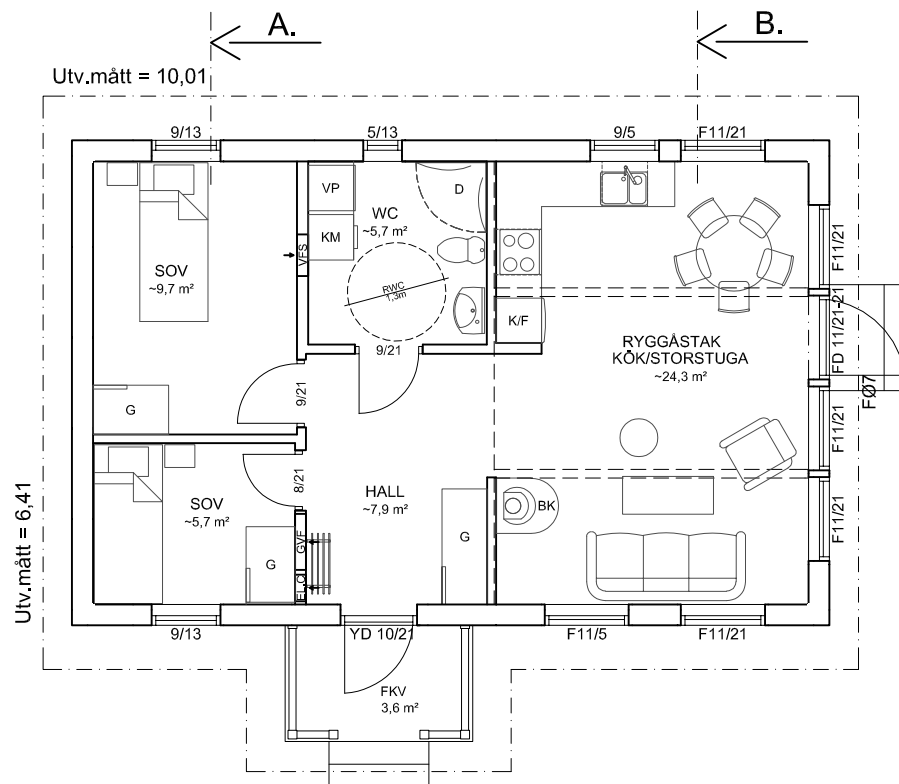 A.
B.
Utv.mått = 10,01
9/13
5/13
9/5
F11/21
VP
KM
WC
~5,7 m²
D
VFS
SOV
~9,7 m²
RWC
1,3m
K/F
F11/21
FD 11/21-21
FØ7
RYGGÅSTAK
KÖK/STORSTUGA
~24,3 m²
9/21
9/21
G
F11/21
8/21
SOV
~5,7 m²
HALL
~7,9 m²
G
G
GVF
EL.C
BK
F11/21
Utv.mått = 6,41
9/13
YD 10/21
F11/5
F11/21
FKV
3,6 m²